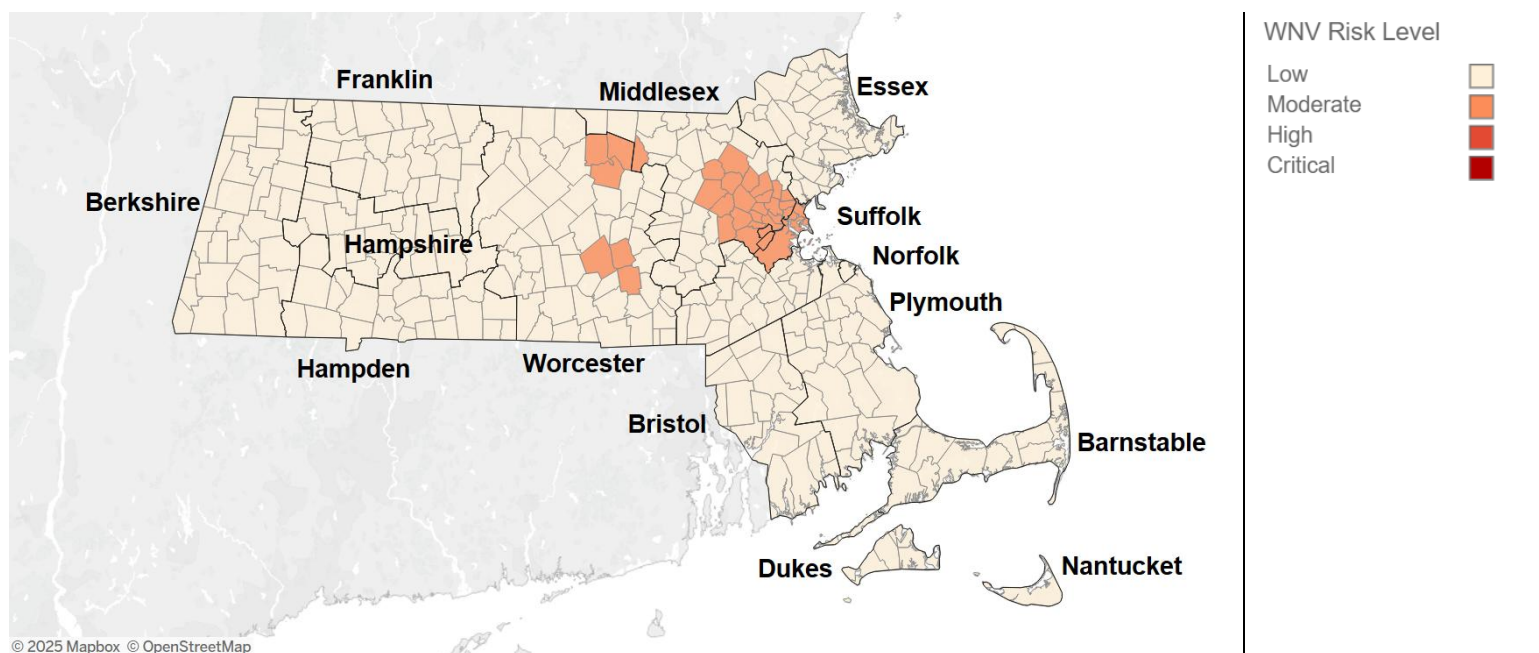 Franklin
Middlesex
Essex
Berkshire
Suffolk
Hampshire
Norfolk
Plymouth
Hampden
Worcester
Bristol
Barnstable
Dukes
Nantucket
© 2025 Mapbox © OpenStreetMap
WNV Risk Level
Low
Moderate
High
Critical